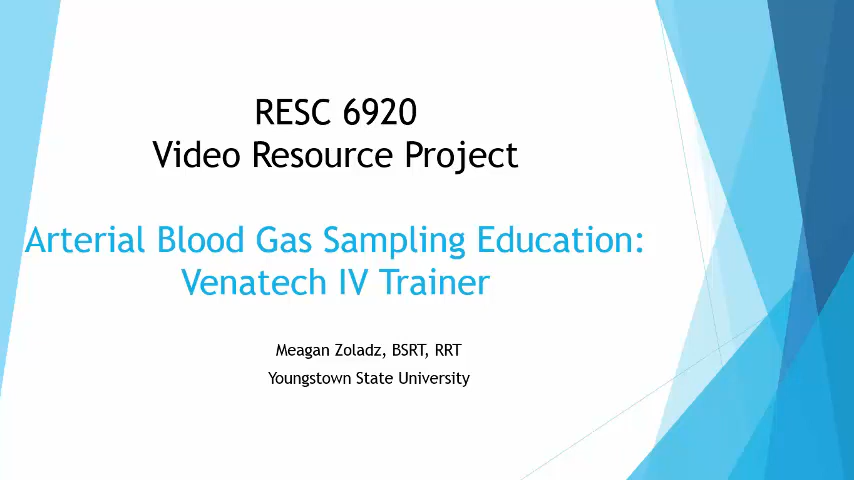 RESC 6920
Video Resource Project
Arterial Blood Gas Sampling Education:
Venatech IV Trainer
Meagan Zoladz, BSRT, RRT
Youngstown State University